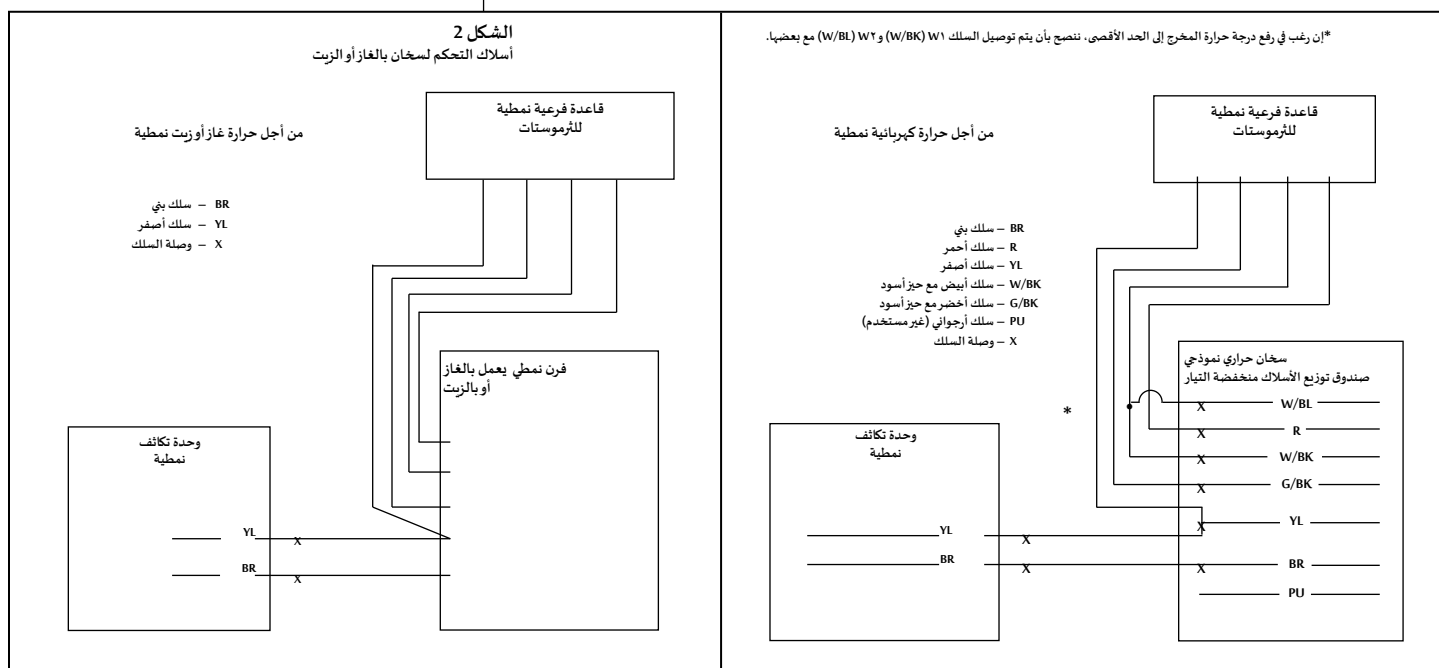 *إن رغب في رفع درجة حرارة المخرج إلى الحد الأقصى، ننصح بأن يتم توصيل السلك W١ (W/BK) وW٢ (W/BL) مع بعضها.
قاعدة فرعية نمطية
للثرموستات
من أجل حرارة كهربائية نمطية
BR – سلك بني
R – سلك أحمر
YL – سلك أصفر
W/BK – سلك أبيض مع حيز أسود
G/BK – سلك أخضر مع حيز أسود
PU – سلك أرجواني (غير مستخدم)
X – وصلة السلك
سخان حراري نموذجي
صندوق توزيع الأسلاك منخفضة التيار
*
X W/BL
X R
X W/BK
X G/BK
X YL
X BR
PU
وحدة تكاثف
نمطية
YL X
BR X
الشكل 2
أسلاك التحكم لسخان بالغاز أو الزيت
قاعدة فرعية نمطية
للثرموستات
من أجل حرارة غاز أو زيت نمطية
BR – سلك بني
YL – سلك أصفر
X – وصلة السلك
فرن نمطي يعمل بالغاز
أو بالزيت
وحدة تكاثف
نمطية
YL X
BR X